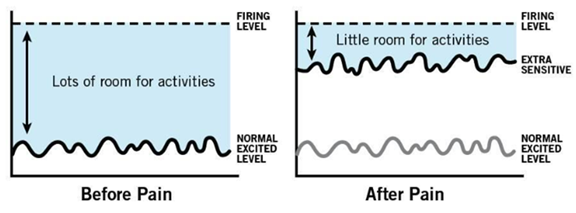 FIRING
LEVEL
Lots of room for activities
NORMAL
EXCITED
LEVEL
Before Pain
FIRING
LEVEL
Little room for activities
EXTRA
SENSITIVE
NORMAL
EXCITED
LEVEL
After Pain